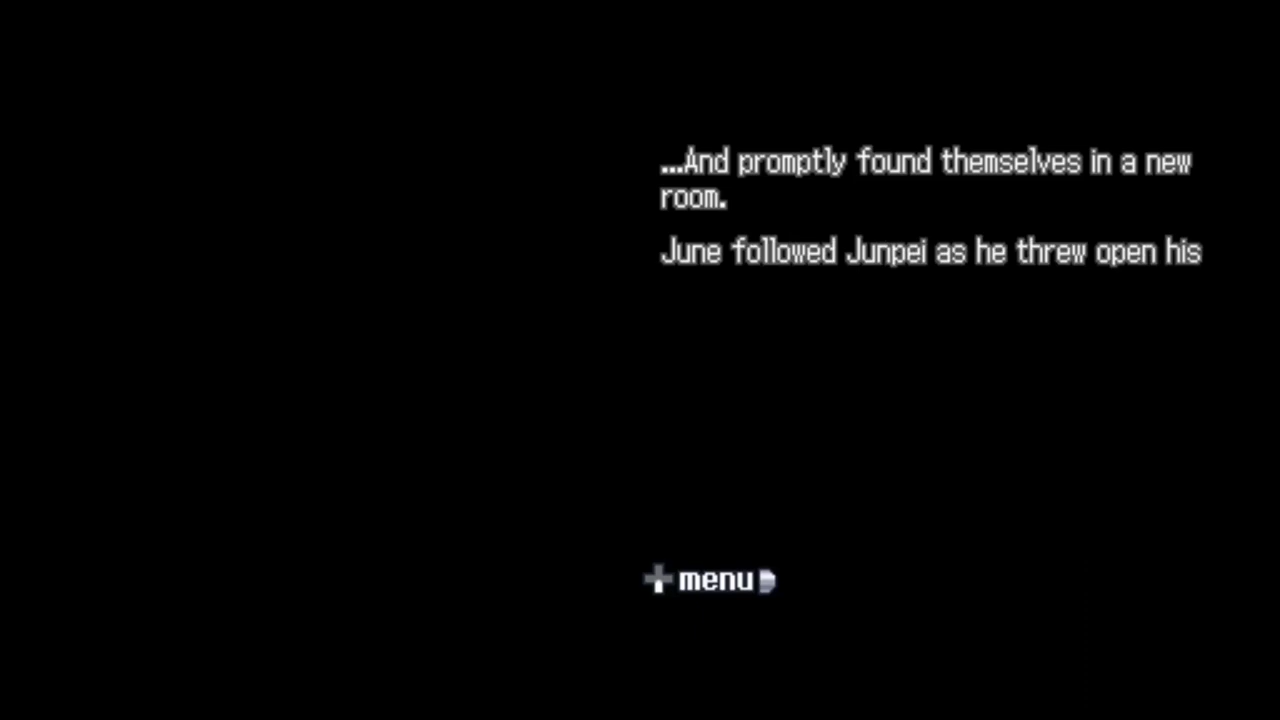 ...And promptly found themselves in a new
room.
June followed Junpei as he threw open his
menu